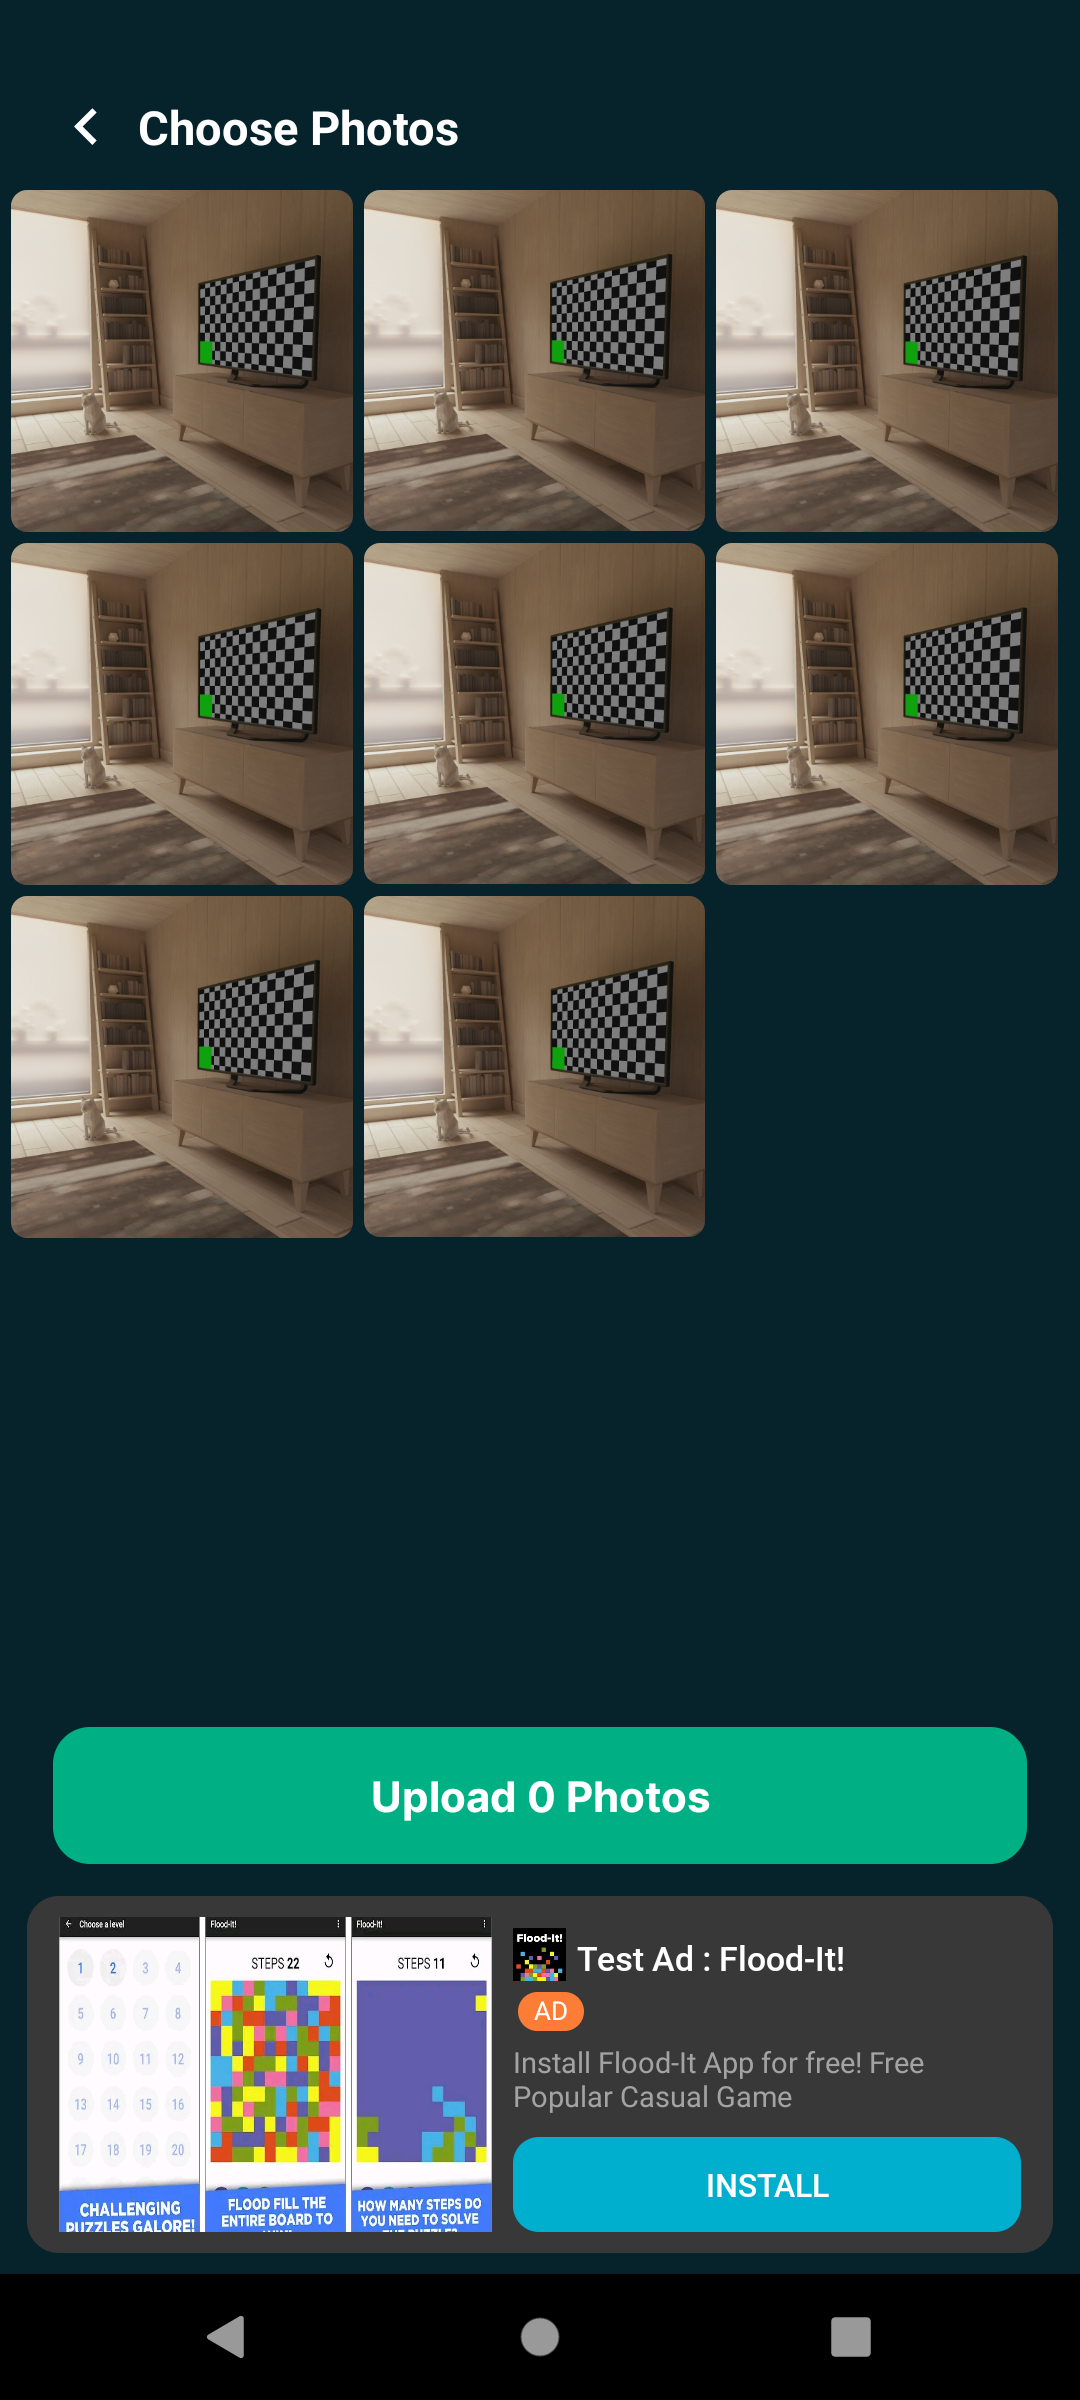 Choose Photos
Upload 0 Photos
Choose a level
1 2 3 4
5 6 7 8
9 10 11 12
13 14 15 16
17 18 19 20
CHALLENGING
PUZZLES GALORE!
Flood-It!
STEPS 22
FLOOD FILL THE
ENTIRE BOARD TO
Flood-It!
STEPS 11
HOW MANY STEPS DO
YOU NEED TO SOLVE
THE PUZZLE?
Flood-It!
Test Ad : Flood-It!
AD
Install Flood-It App for free! Free
Popular Casual Game
INSTALL